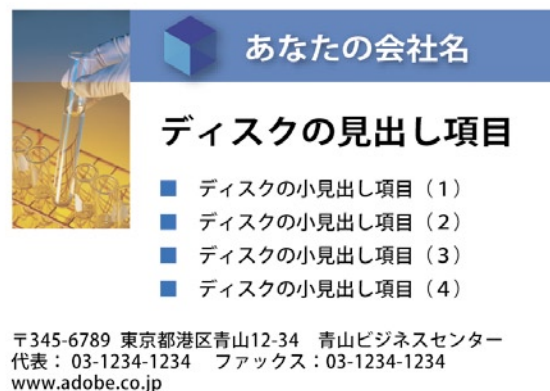 あなたの会社名
ディスクの見出し項目
ディスクの小見出し項目（1）
ディスクの小見出し項目（2）
ディスクの小見出し項目（3）
ディスクの小見出し項目（4）
〒345-6789 東京都港区青山12-34　青山ビジネスセンター
代表： 03-1234-1234　ファックス：03-1234-1234
www.adobe.co.jp